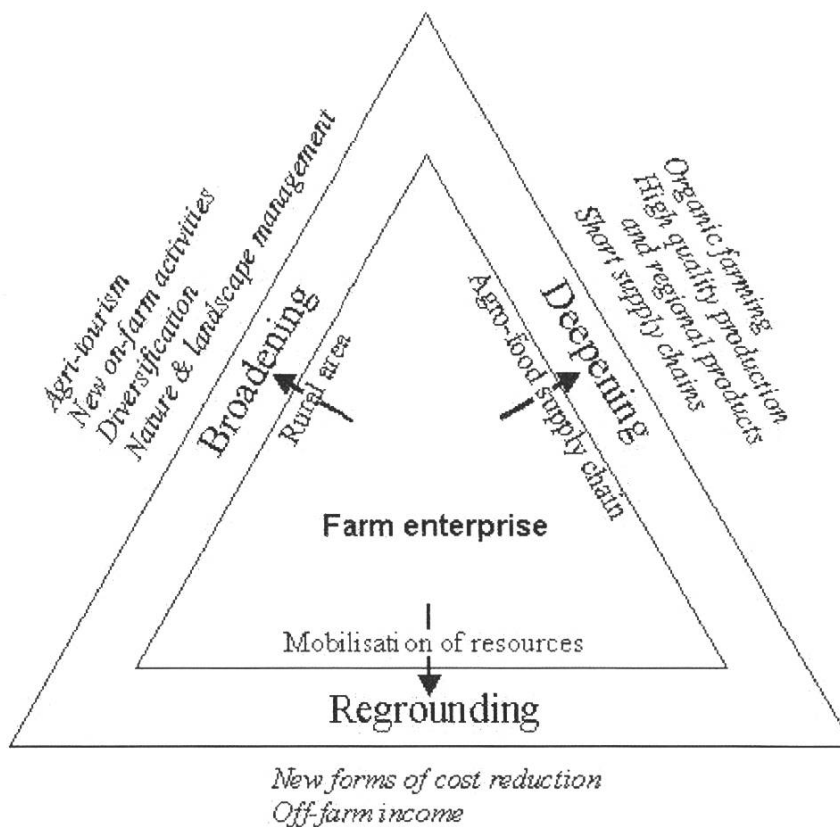 Agri-tourism
New on-farm activities
Diversification
Nature & landscape management
Broadening
Rural area
Organic farming
High quality production
and regional products
Short supply chains
Deepening
Agro-food supply chain
Farm enterprise
Mobilisation of resources
Regrounding
New forms of cost reduction
Off-farm income